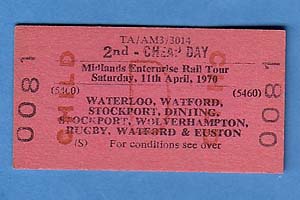 TA/AM3/3014
2nd - CHEAP DAY
Midlands Enterprise Rail Tour
Saturday, 11th April, 1970
(5460) (5460)
WATERLOO, WATFORD,
STOCKPORT, DINTING,
STOCKPORT, WOLVERHAMPTON,
RUGBY, WATFORD & EUSTON
(S) For conditions see over
0081
CHILD
0081